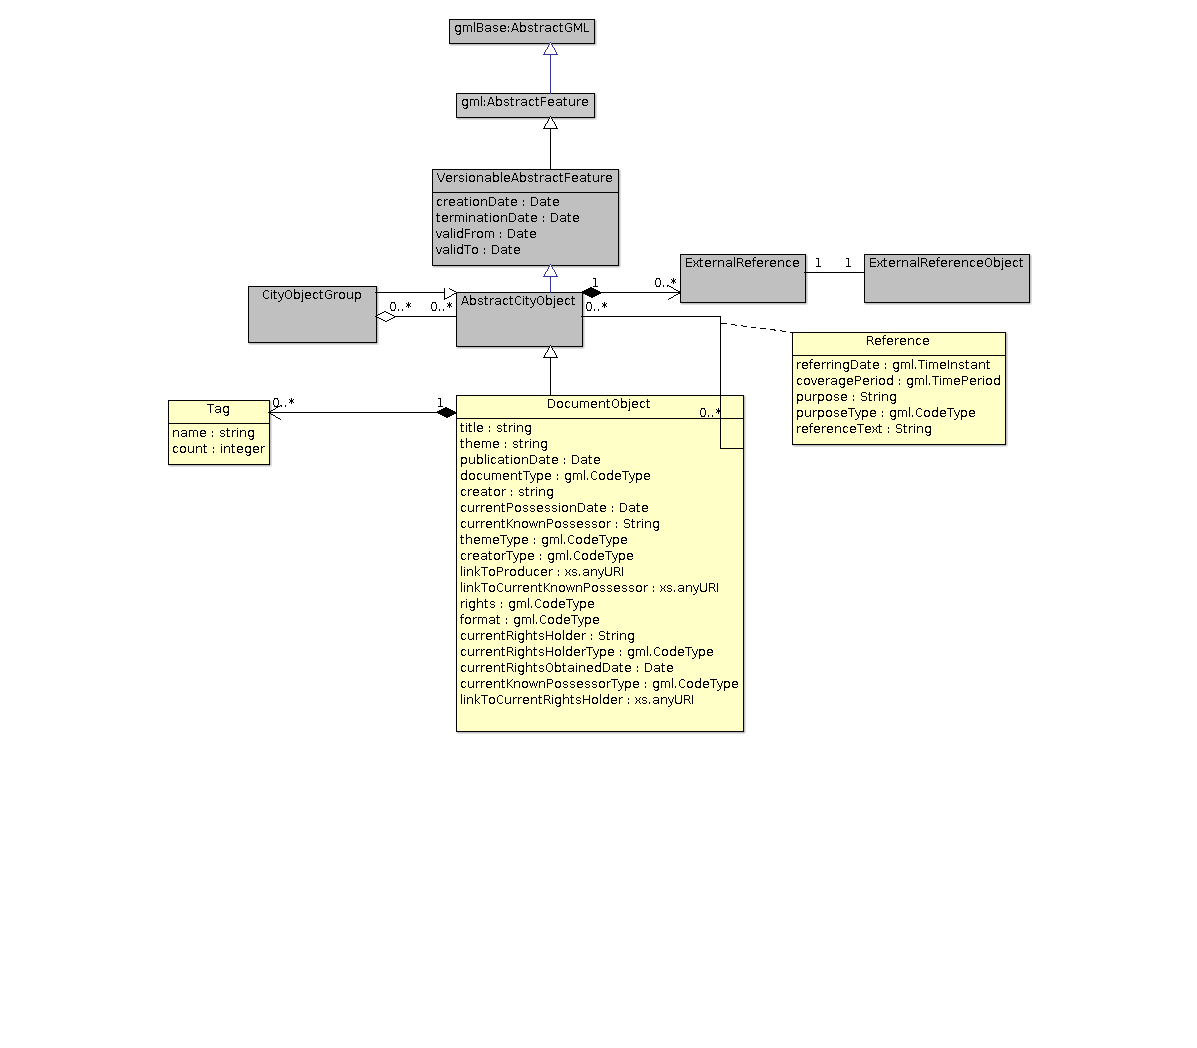 gmlBase:AbstractGML
gml:AbstractFeature
VersionableAbstractFeature
creationDate : Date
terminationDate : Date
validFrom : Date
validTo : Date
ExternalReference
1
1
ExternalReferenceObject
CityObjectGroup
0..*
0..*
AbstractCityObject
1
0..*
0..*
Reference
referringDate : gml.TimeInstant
coveragePeriod : gml.TimePeriod
purpose : String
purposeType : gml.CodeType
referenceText : String
Tag
name : string
count : integer
0..*
1
DocumentObject
0..*
title : string
theme : string
publicationDate : Date
documentType : gml.CodeType
creator : string
currentPossessionDate : Date
currentKnownPossessor : String
themeType : gml.CodeType
creatorType : gml.CodeType
linkToProducer : xs.anyURI
linkToCurrentKnownPossessor : xs.anyURI
rights : gml.CodeType
format : gml.CodeType
currentRightsHolder : String
currentRightsHolderType : gml.CodeType
currentRightsObtainedDate : Date
currentKnownPossessorType : gml.CodeType
linkToCurrentRightsHolder : xs.anyURI